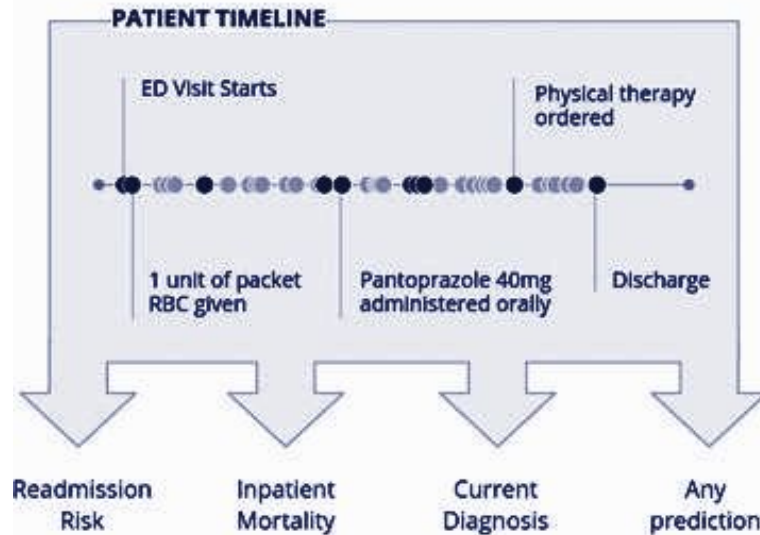 PATIENT TIMELINE
ED Visit Starts
Physical therapy
ordered
1 unit of packet
RBC given
Pantoprazole 40mg
administered orally
Discharge
Readmission
Risk
Inpatient
Mortality
Current
Diagnosis
Any
prediction